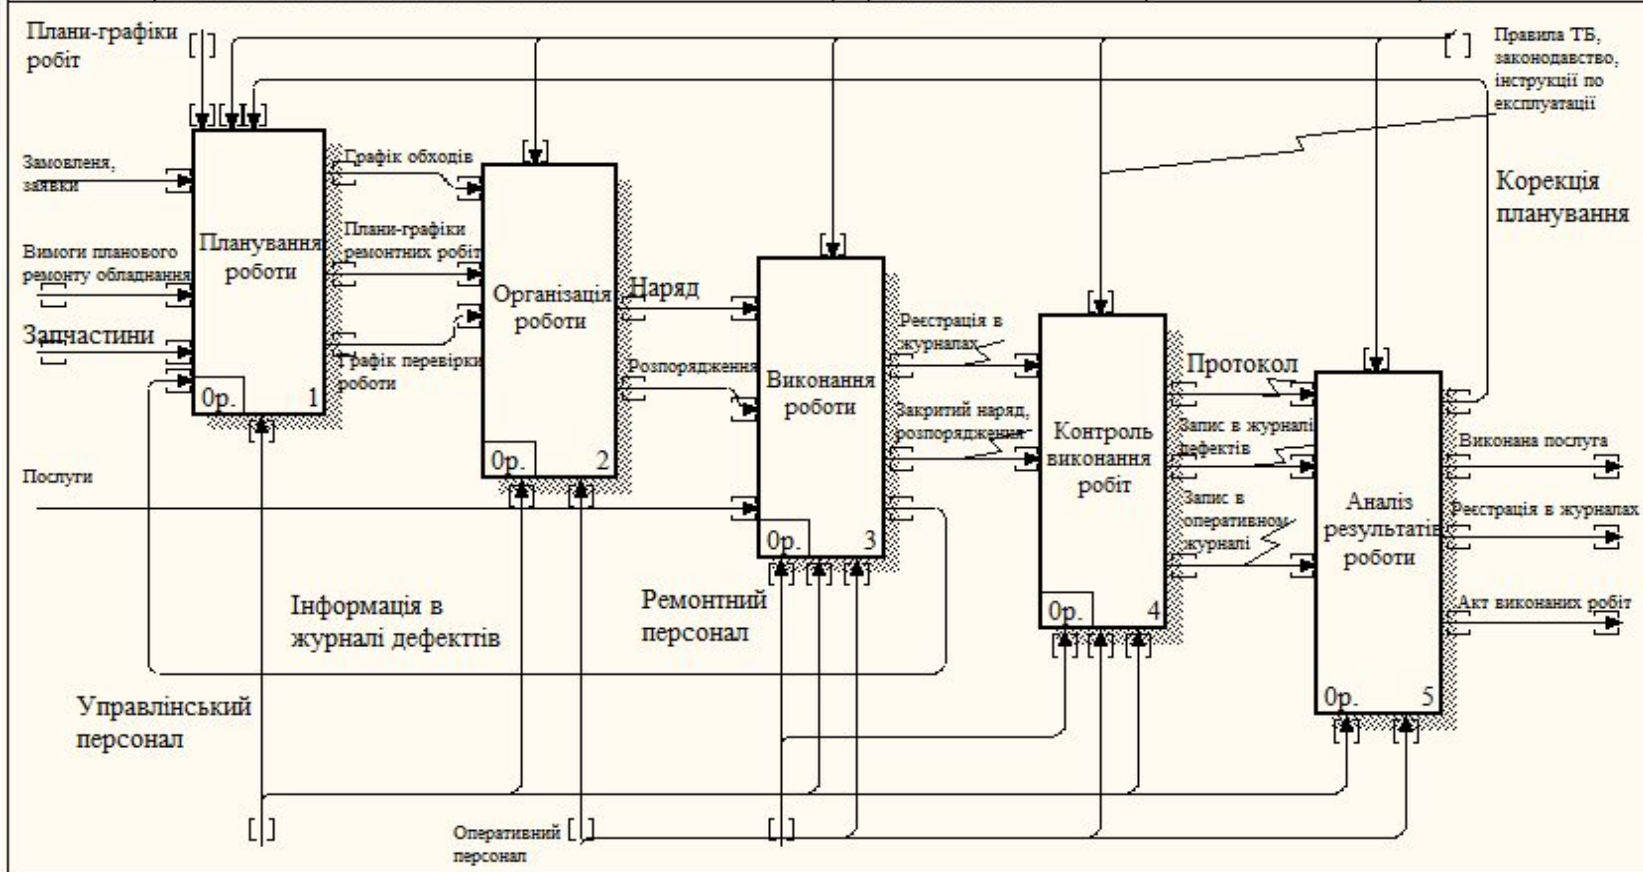 Плани-графіки
робіт
Правила ТБ,
законодавство,
інструкції по
експлуатації
Замовленя,
заявки
Вимоги планового
ремонту обладнання
Запчастини
Послуги
Планування
роботи
0р. 1
Графік обходів
Плани-графіки
ремонтних робіт
Графік перевірки
роботи
Організація
роботи
0р. 2
Наряд
Розпорядження
Виконання
роботи
0р. 3
Реєстрація в
журналах
Закритий наряд,
розпорядження
Контроль
виконання
робіт
0р. 4
Протокол
Запис в журналі
дефектів
Запис в
оперативном
журналі
Аналіз
результатів
роботи
0р. 5
Корекція
планування
Виконана послуга
Реєстрація в журналах
Акт виконаних робіт
Інформація в
журналі дефекттів
Ремонтний
персонал
Управлінський
персонал
Оперативний
персонал